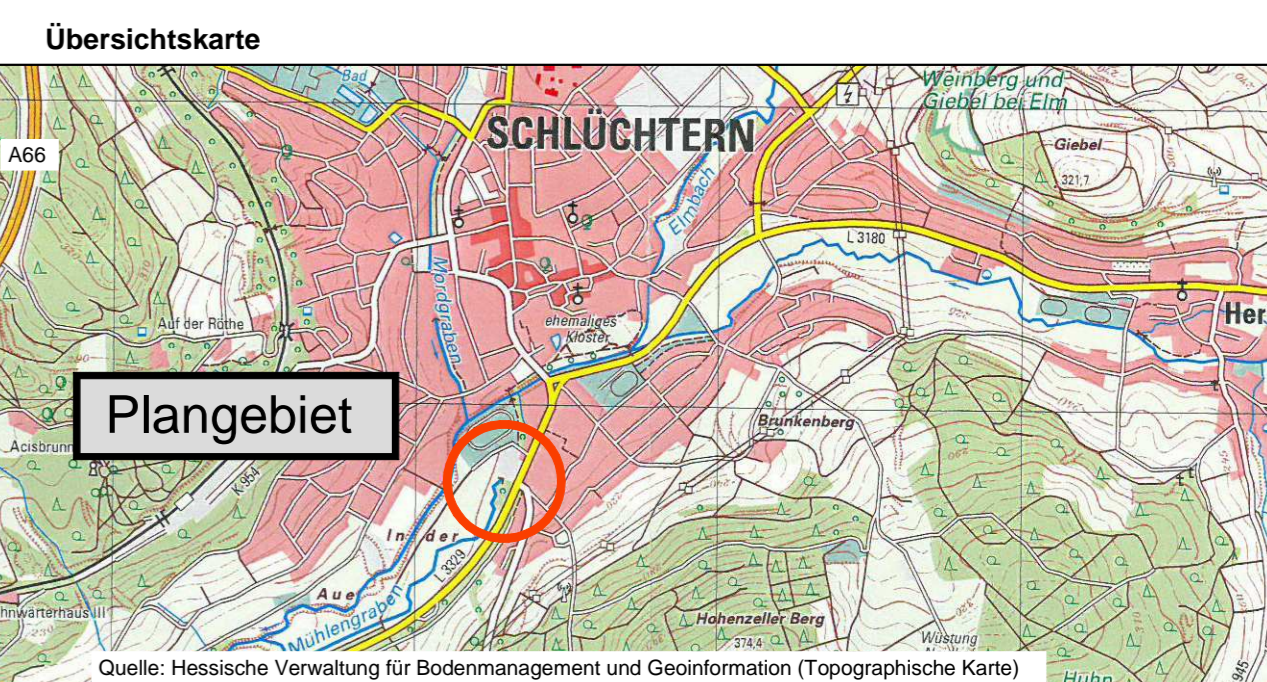 Übersichtskarte
Bad
Weinberg und
Giebel bei Elm
A66
SCHLÜCHTERN
Giebel
321,7
Elmbach
L 3180
Mordgraben
Auf der Röthe
ehemaliges
Kloster
Her
Plangebiet
Brunkenberg
Acisbrunn
K 954
In der
Aue
L 3329
Mühlengraben
hnwärterhaus III
Hohenzeller Berg
374,4
Wüstung
Huhn
945
Quelle: Hessische Verwaltung für Bodenmanagement und Geoinformation (Topographische Karte)